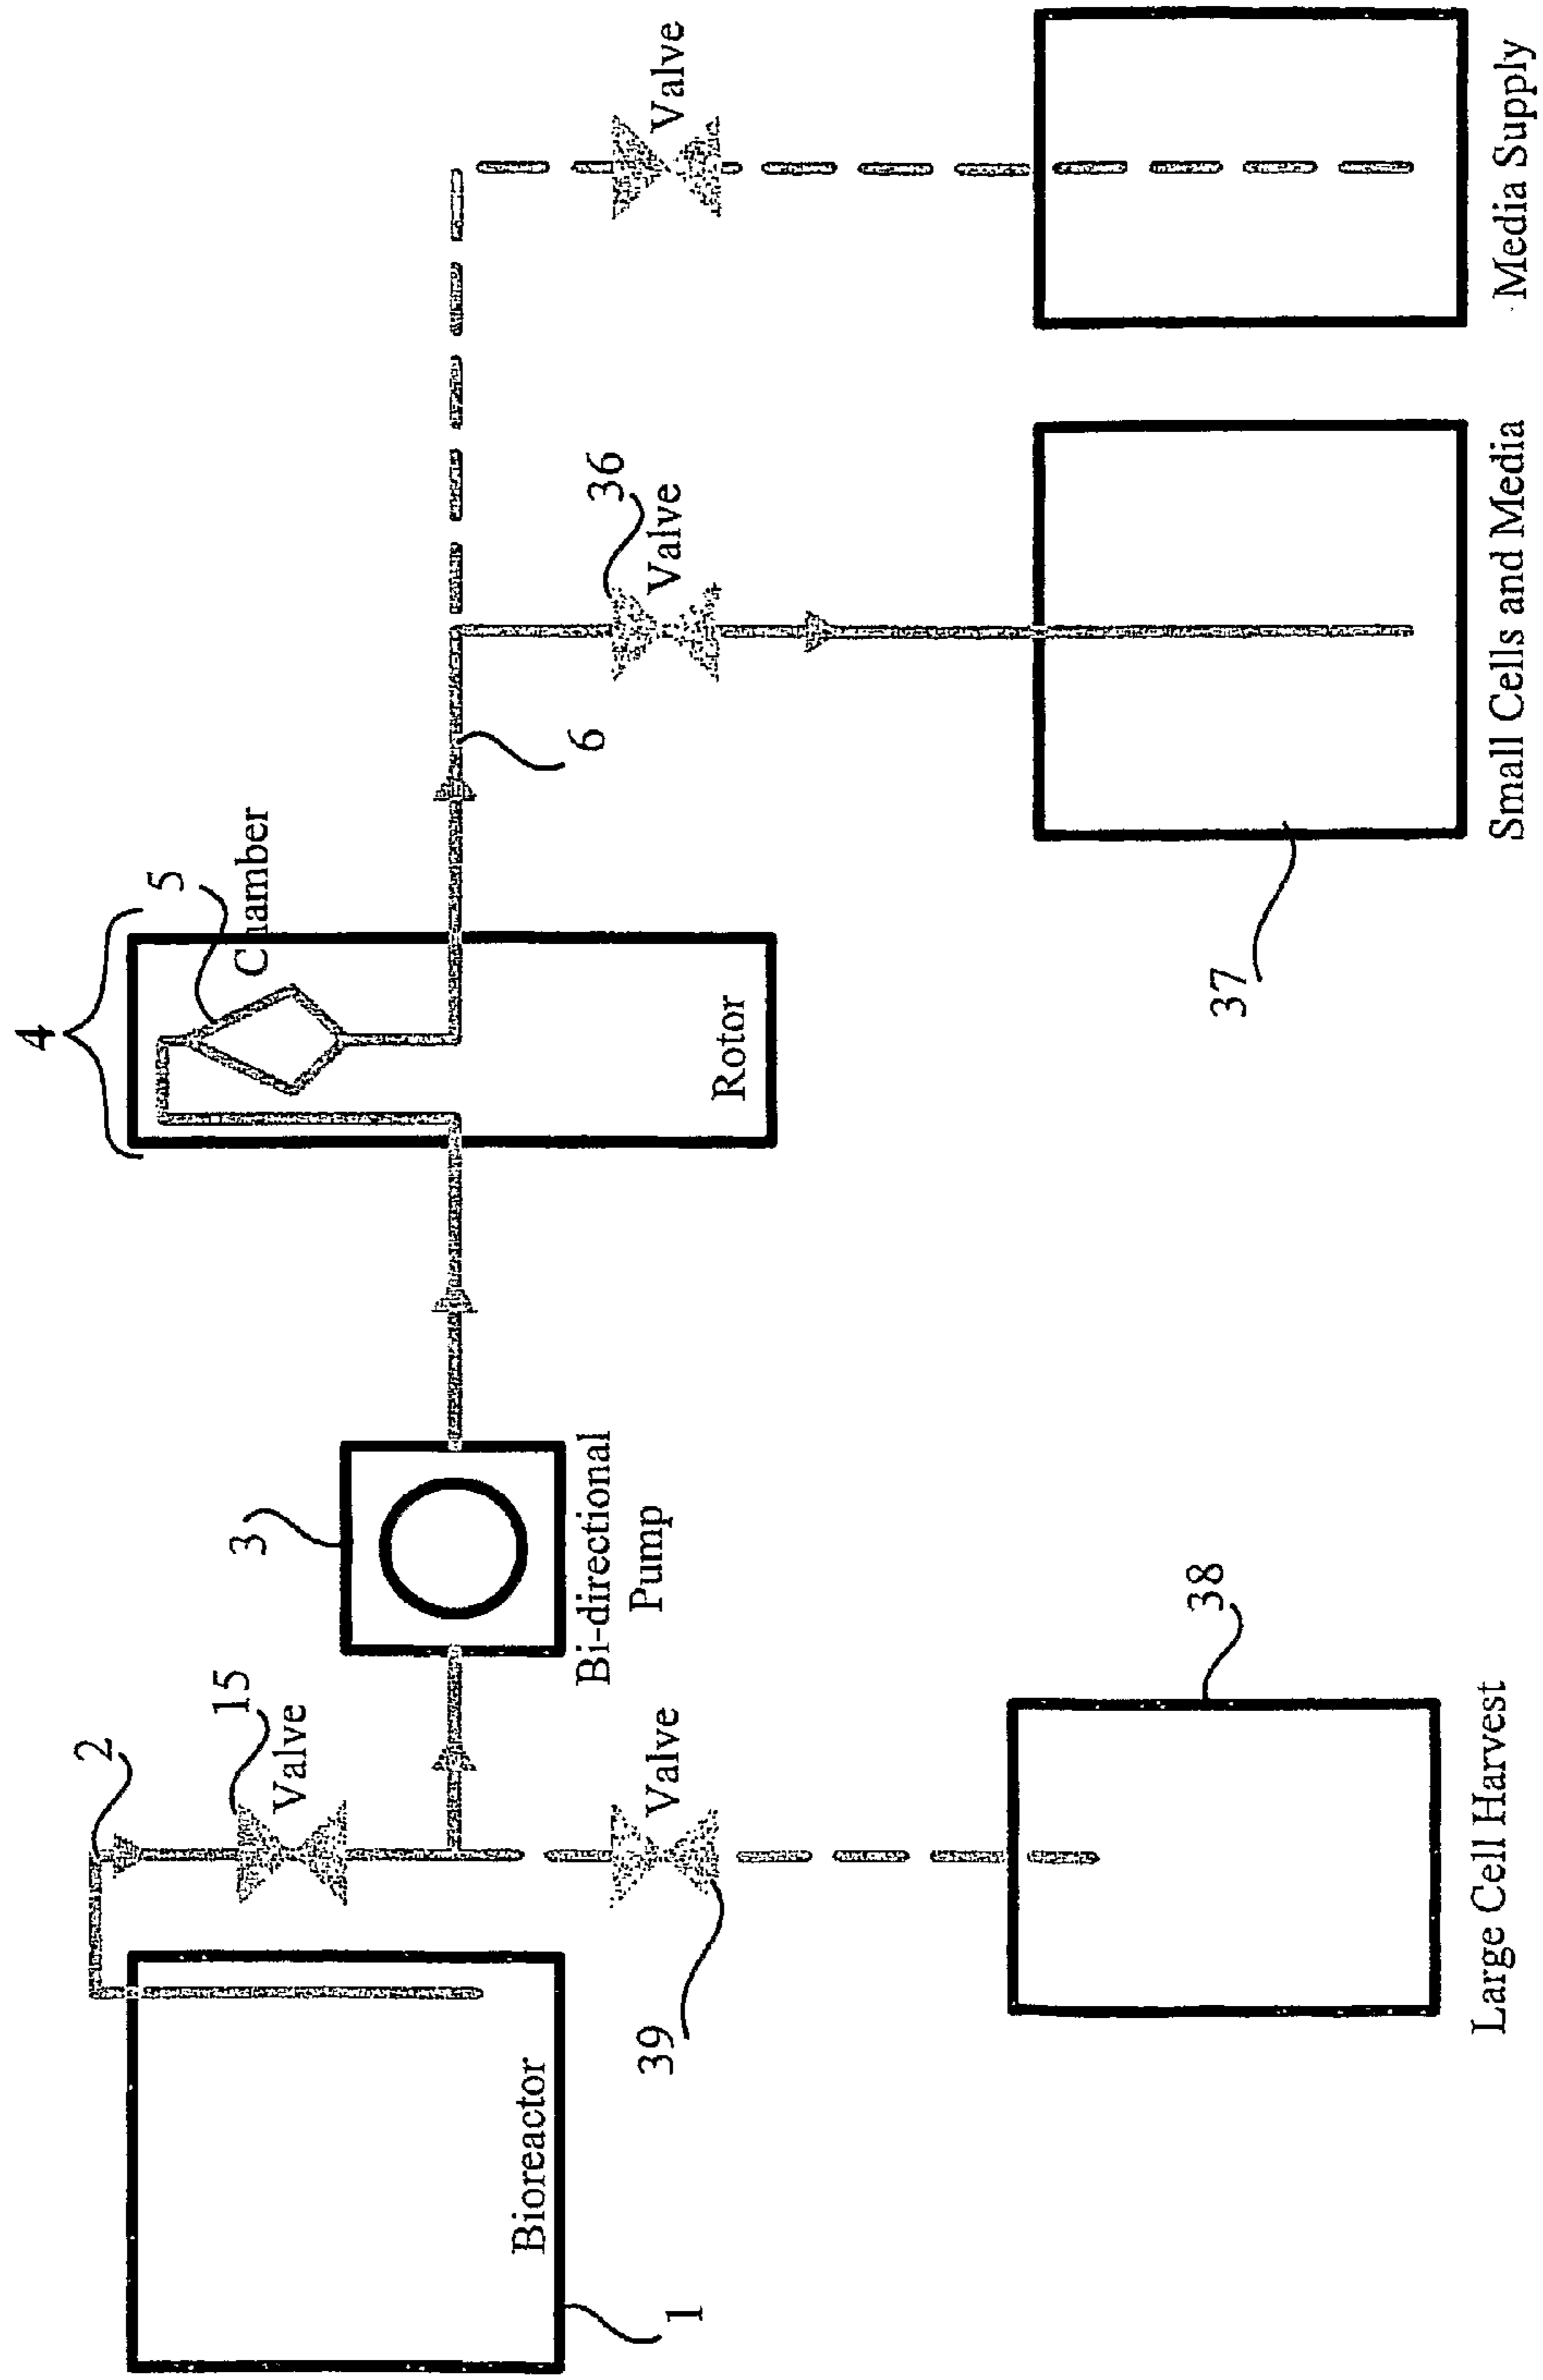 4
2
5
15
3
Chamber
Valve
Bioreactor
Bi-directional
Pump
6
36
Valve
39
Valve
Valve
1
Rotor
38
37
Large Cell Harvest
Small Cells and Media
Media Supply